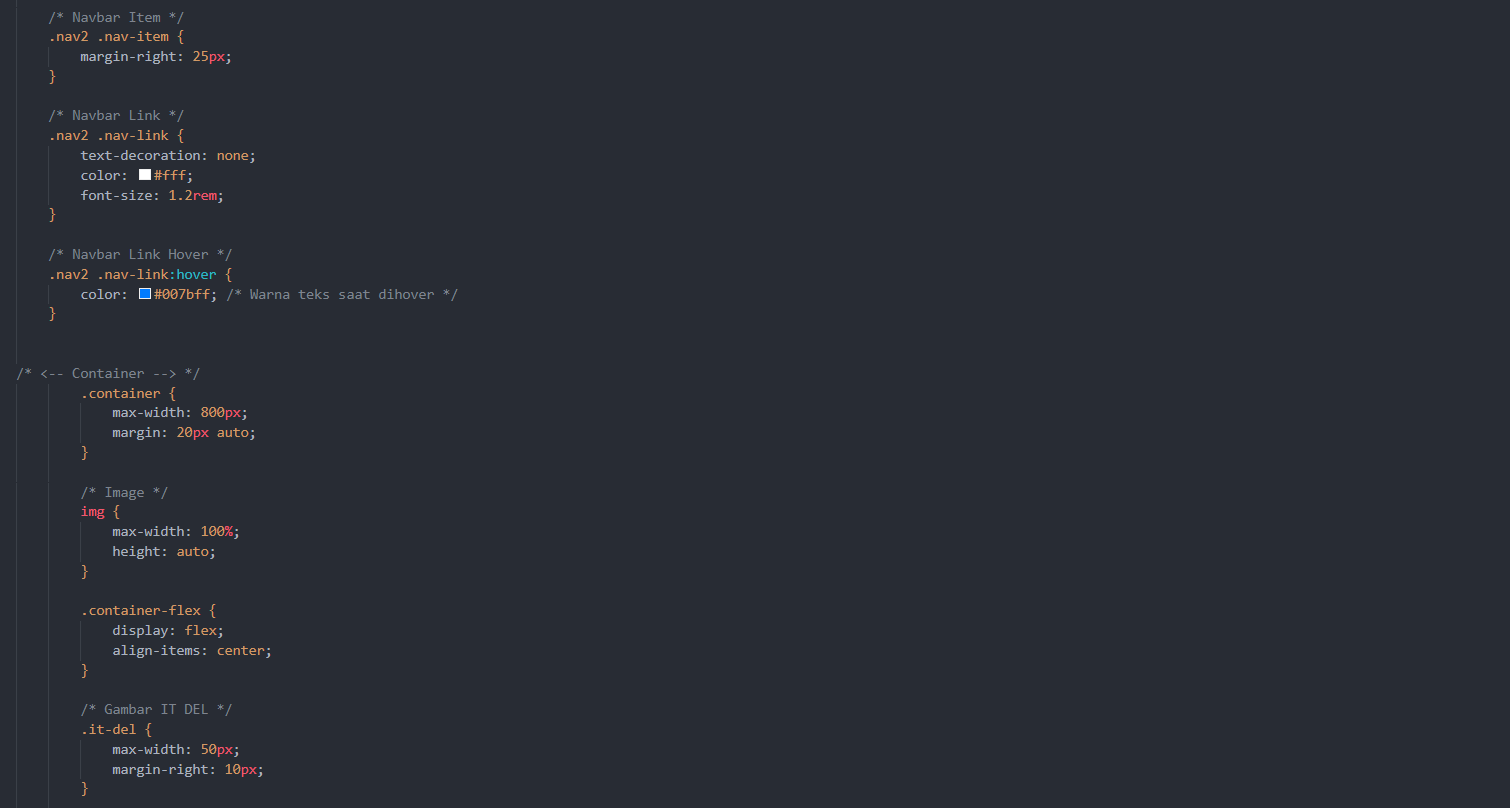 /* Navbar Item */
.nav2 .nav-item {
margin-right: 25px;
}
/* Navbar Link */
.nav2 .nav-link {
text-decoration: none;
color: #fff;
font-size: 1.2rem;
}
/* Navbar Link Hover */
.nav2 .nav-link:hover {
color: #007bff; /* Warna teks saat dihover */
}
/* <-- Container --> */
.container {
max-width: 800px;
margin: 20px auto;
}
/* Image */
img {
max-width: 100%;
height: auto;
}
.container-flex {
display: flex;
align-items: center;
}
/* Gambar IT DEL */
.it-del {
max-width: 50px;
margin-right: 10px;
}